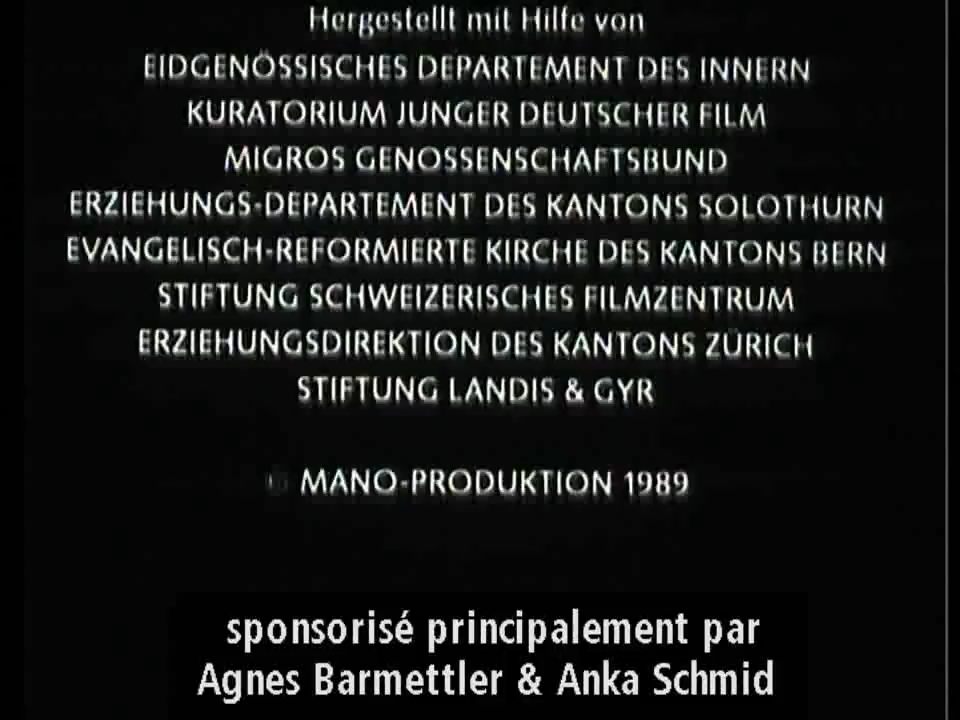 Hergestellt mit Hilfe von
EIDGENÖSSISCHES DEPARTEMENT DES INNERN
KURATORIUM JUNGER DEUTSCHER FILM
MIGROS GENOSSENSCHAFTSBUND
ERZIEHUNGS-DEPARTEMENT DES KANTONS SOLOTHURN
EVANGELISCH-REFORMIERTE KIRCHE DES KANTONS BERN
STIFTUNG SCHWEIZERISCHES FILMZENTRUM
ERZIEHUNGSDIREKTION DES KANTONS ZÜRICH
STIFTUNG LANDIS & GYR
© MANO-PRODUKTION 1989
sponsorisé principalement par
Agnes Barmettler & Anka Schmid